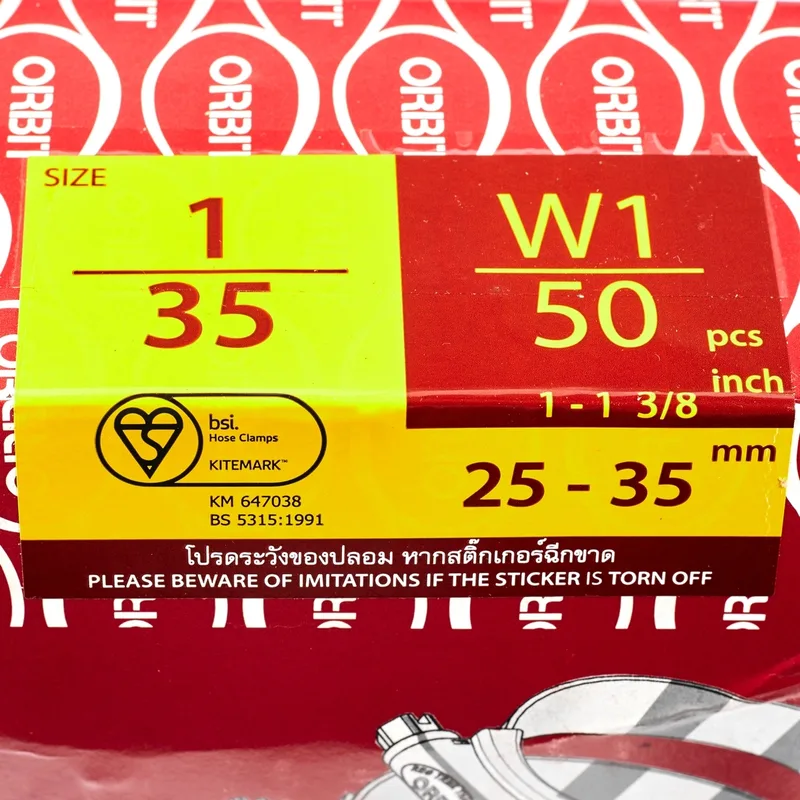 ORBIT ORBIT ORBIT ORBIT
SIZE
1
35
W1
50 pcs
inch
1 - 1 3/8
mm
25 - 35
bsi.
Hose Clamps
KITEMARK™
KM 647038
BS 5315:1991
โปรดระวังของปลอม หากสติ๊กเกอร์ฉีกขาด
PLEASE BEWARE OF IMITATIONS IF THE STICKER IS TORN OFF